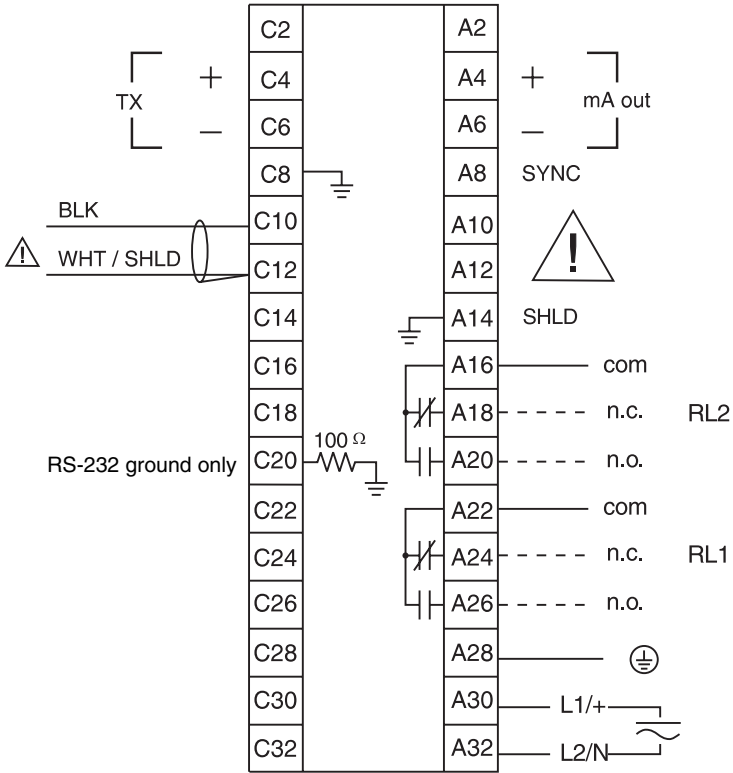 C2 A2
TX + C4 A4 + mA out
– C6 A6 –
C8 A8 SYNC
BLK C10 A10 !
! WHT / SHLD C12 A12
C14 A14 SHLD
C16 A16 com
C18 A18 n.c. RL2
100 Ω
RS-232 ground only C20 A20 n.o.
C22 A22 com
C24 A24 n.c. RL1
C26 A26 n.o.
C28 A28
C30 A30 L1/+
C32 A32 L2/N